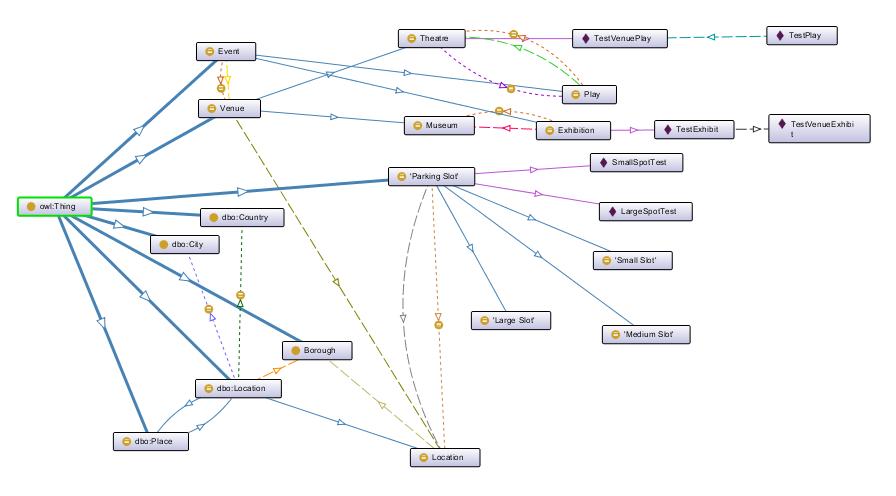 Theatre
TestVenuePlay
TestPlay
Event
Play
Venue
Museum
Exhibition
TestExhibit
TestVenueExhibi
t
SmallSpotTest
'Parking Slot'
owl:Thing
dbo:Country
LargeSpotTest
dbo:City
'Small Slot'
'Large Slot'
'Medium Slot'
Borough
dbo:Location
dbo:Place
Location